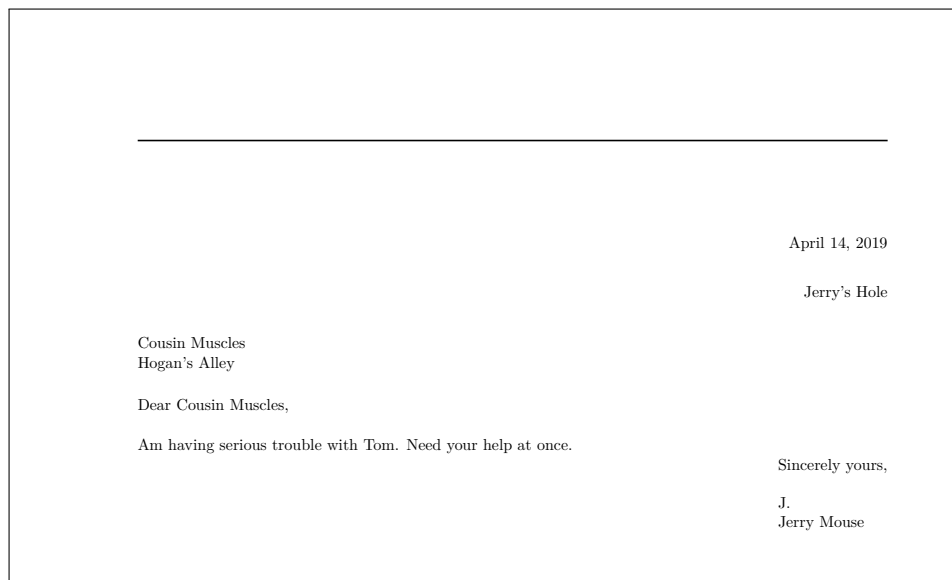 April 14, 2019
Jerry's Hole
Cousin Muscles
Hogan's Alley
Dear Cousin Muscles,
Am having serious trouble with Tom. Need your help at once.
Sincerely yours,
J.
Jerry Mouse